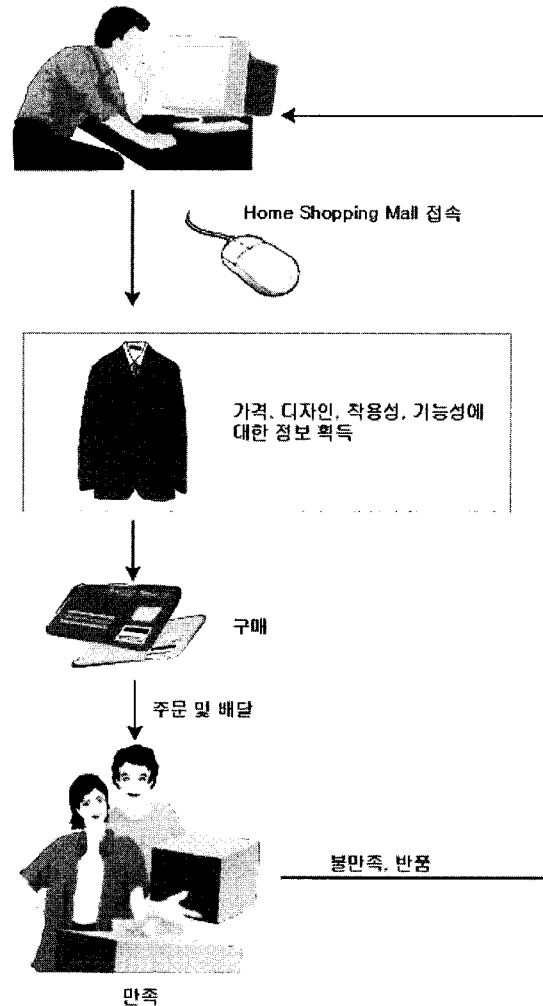 Home Shopping Mall 접속
가격, 디자인, 착용성, 기능성에
대한 정보 획득
구매
주문 및 배달
불만족, 반품
만족